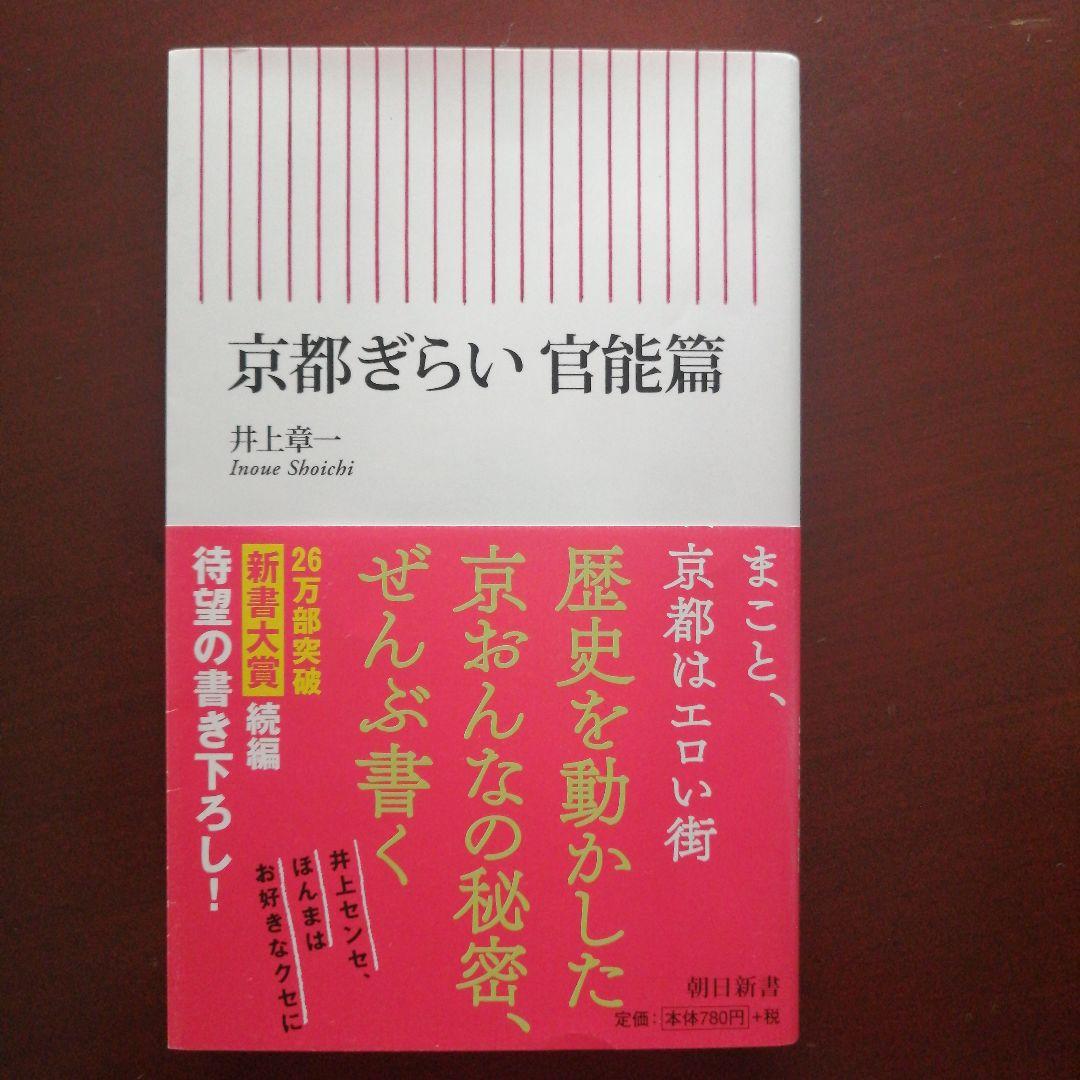 京都ぎらい 官能篇
井上章一
Inoue Shoichi
まこと、
京都はエロい街
歴史を動かした
京おんなの秘密、
ぜんぶ書く
26万部突破
新書大賞 続編
待望の書き下ろし!
井上センセ、
ほんまは
お好きなクセに
朝日新書
定価:本体780円+税